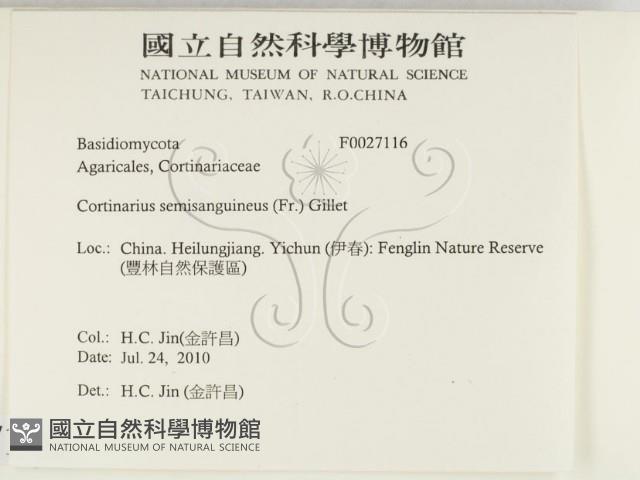 國立自然科學博物館
NATIONAL MUSEUM OF NATURAL SCIENCE
TAICHUNG, TAIWAN, R.O.CHINA
Basidiomycota F0027116
Agaricales, Cortinariaceae
Cortinarius semisanguineus (Fr.) Gillet
Loc.: China. Heilungjiang. Yichun (伊春): Fenglin Nature Reserve
(豐林自然保護區)
Col.: H.C. Jin(金許昌)
Date: Jul. 24, 2010
Det.: H.C. Jin (金許昌)
國立自然科學博物館
NATIONAL MUSEUM OF NATURAL SCIENCE